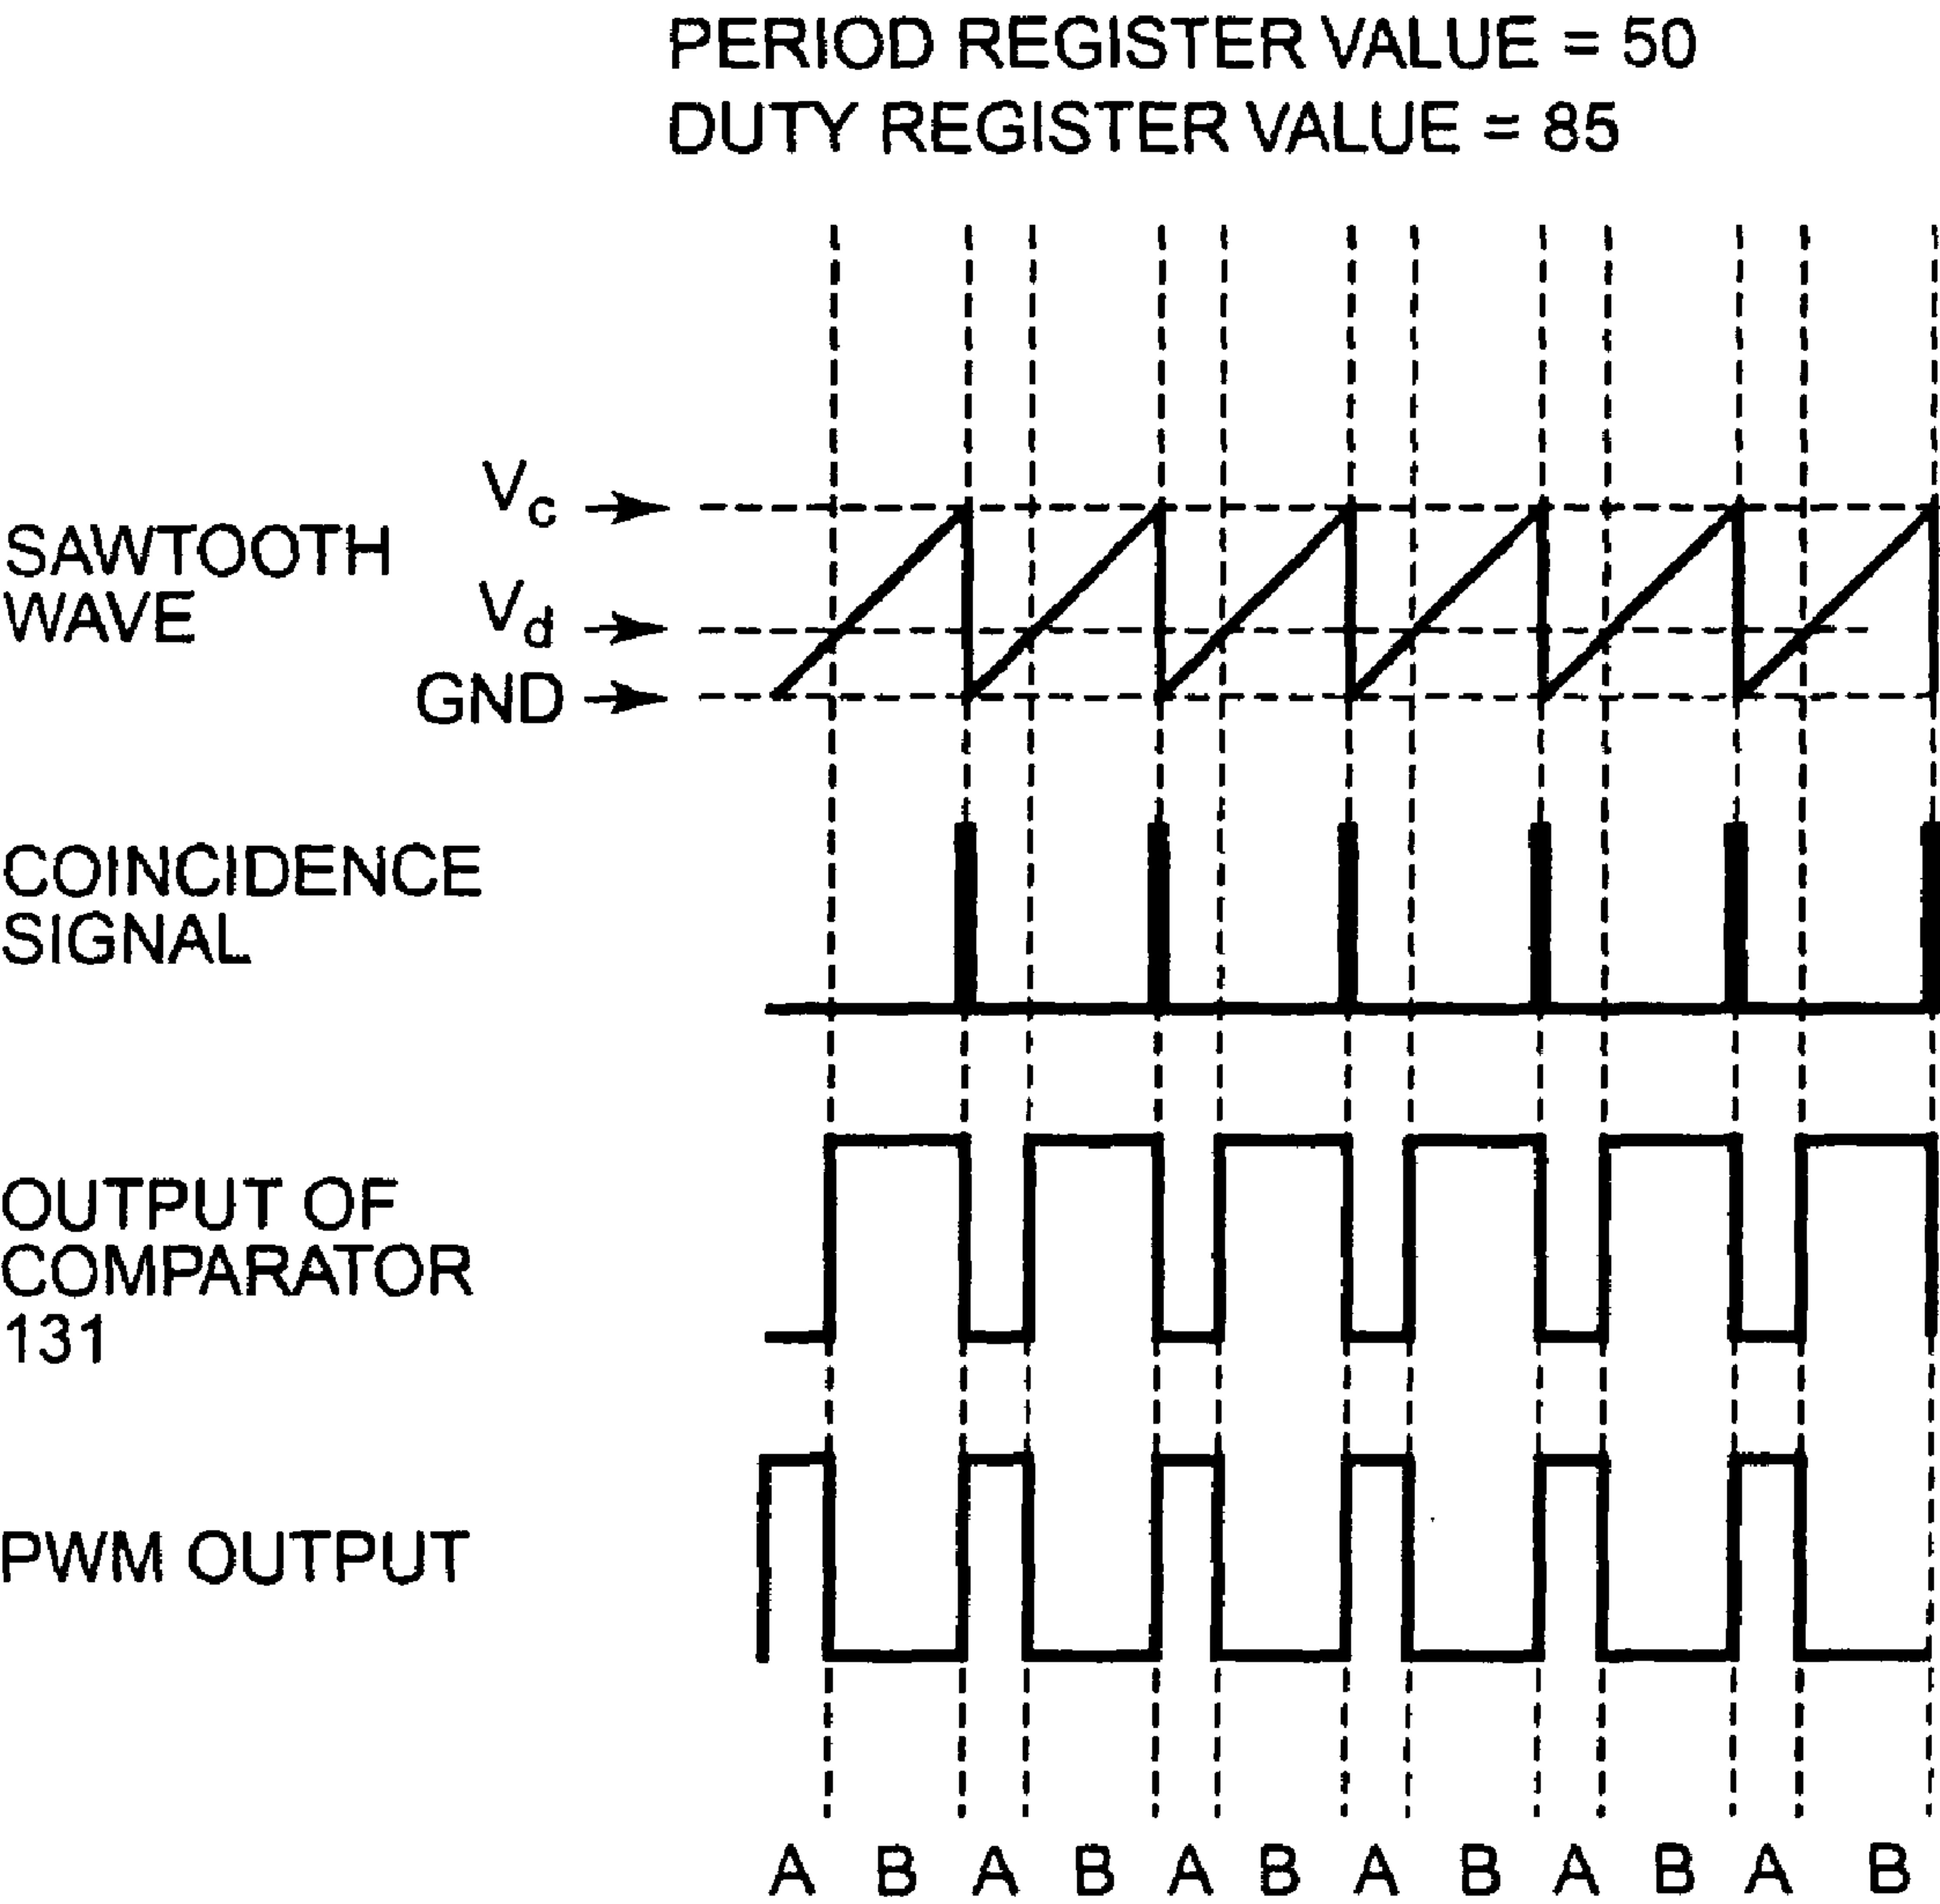 PERIOD REGISTER VALUE = 50
DUTY REGISTER VALUE = 85
Vc
SAWTOOTH
WAVE
Vd
GND
COINCIDENCE
SIGNAL
OUTPUT OF
COMPARATOR
131
PWM OUTPUT
A B A B A B A B A B A B